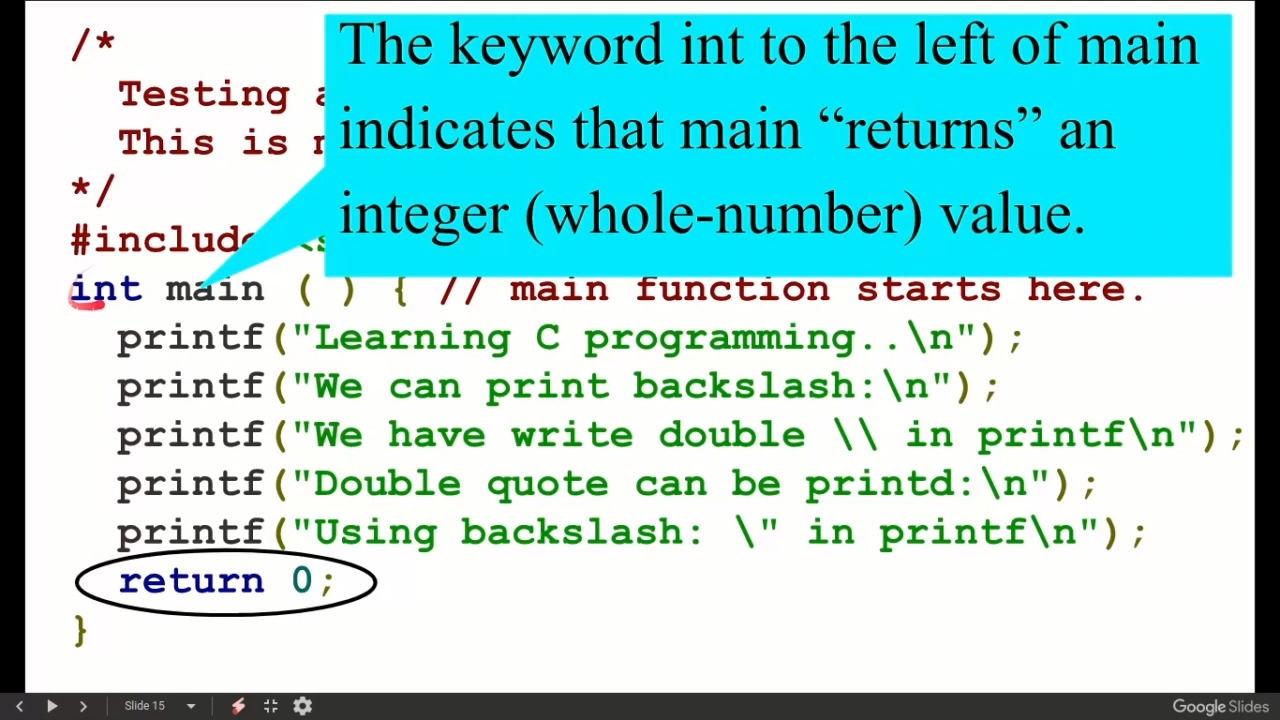 /*
The keyword int to the left of main
indicates that main “returns” an
integer (whole-number) value.
Testing
This is
*/
#include
int main ( ) { // main function starts here.
printf("Learning C programming..\n");
printf("We can print backslash:\n");
printf("We have write double \\ in printf\n");
printf("Double quote can be printd:\n");
printf("Using backslash: \" in printf\n");
return 0;
}
Slide 15
Google Slides